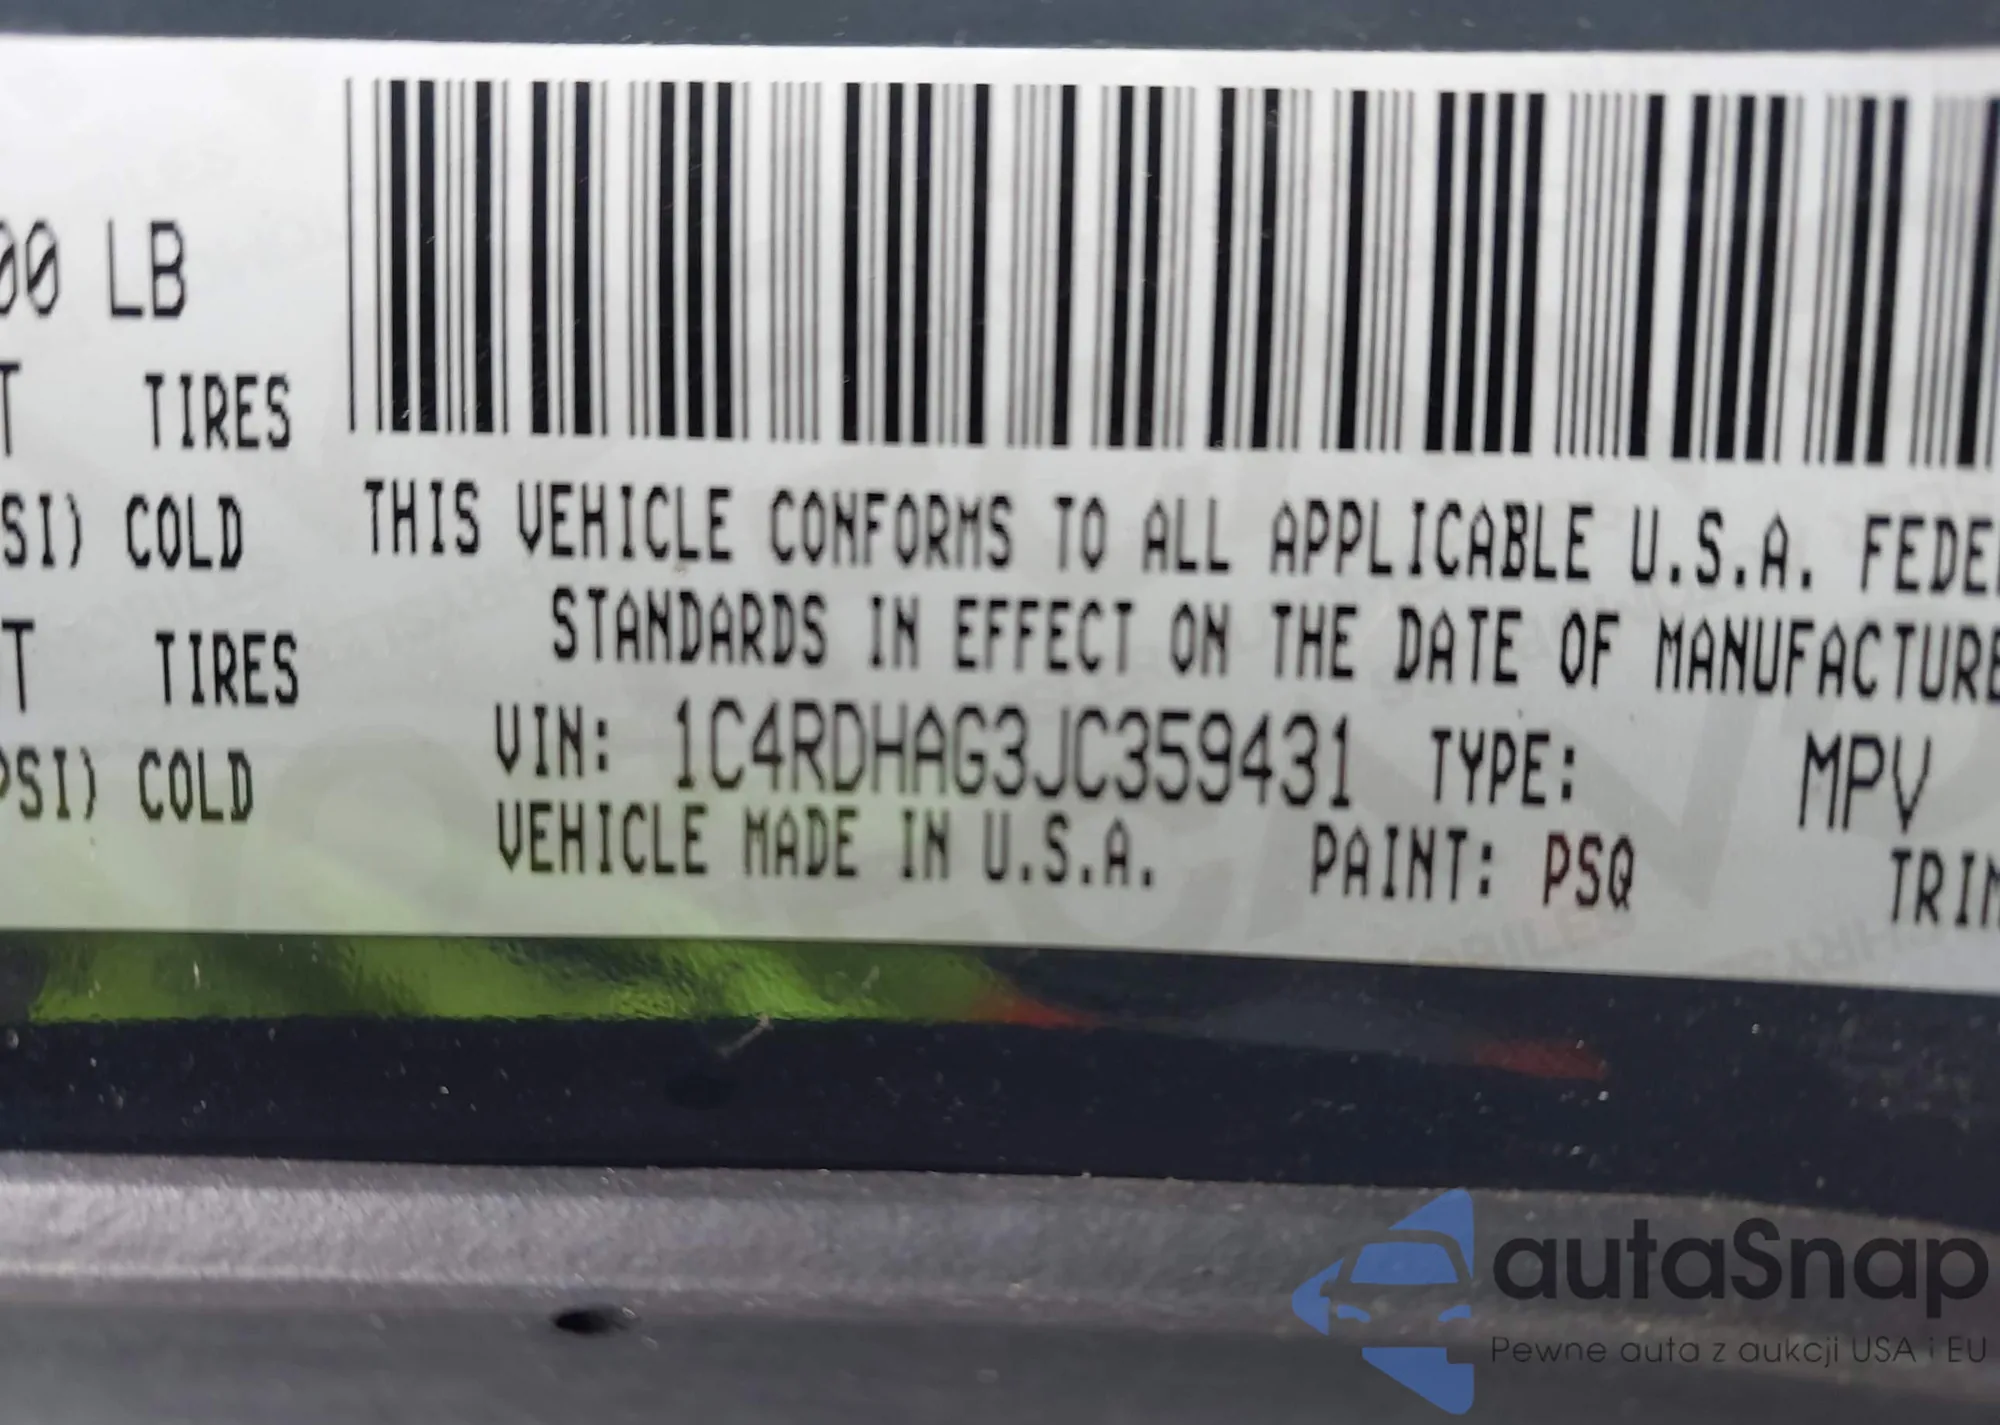 00 LB
T TIRES
SI) COLD
T TIRES
PSI) COLD
THIS VEHICLE CONFORMS TO ALL APPLICABLE U.S.A. FEDE
STANDARDS IN EFFECT ON THE DATE OF MANUFACTURE
VIN: 1C4RDHAG3JC359431 TYPE: MPV
VEHICLE MADE IN U.S.A. PAINT: PSQ TRIM
autaSnap
Pewne auta z aukcji USA i EU